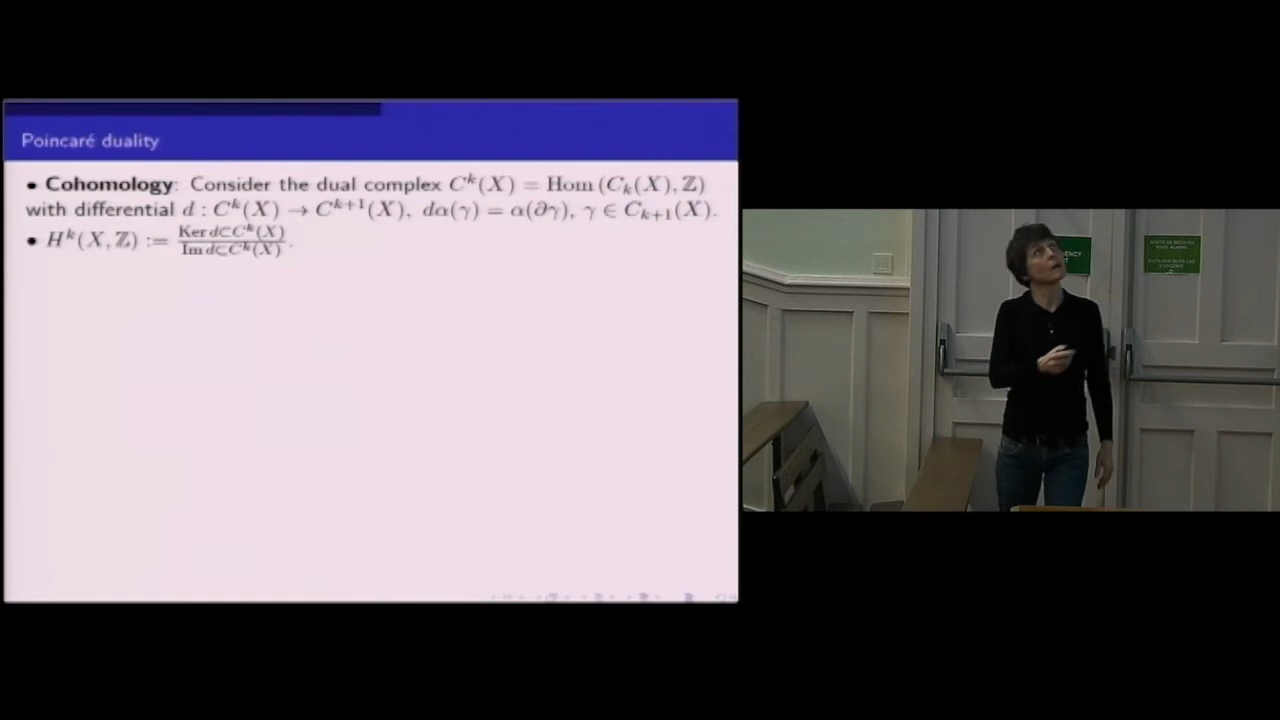 Poincaré duality
• Cohomology: Consider the dual complex C^k(X) = Hom (C_k(X), ℤ)
with differential d : C^k(X) → C^{k+1}(X), dα(γ) = α(∂γ), γ ∈ C_{k+1}(X).
• H^k(X, ℤ) := Ker d⊂C^k(X) / Im d⊂C^k(X).